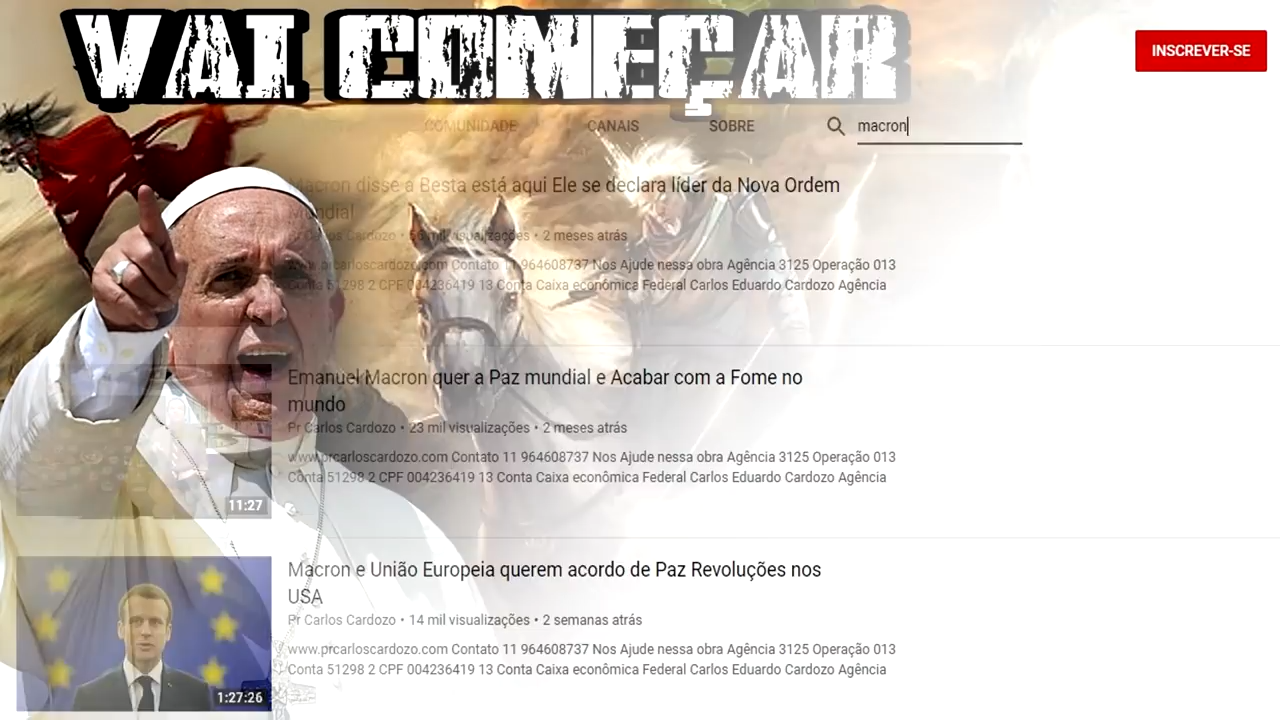 VAI COMEÇAR
INSCREVER-SE
COMUNIDADE CANAIS SOBRE macron
Macron disse a Besta está aqui Ele se declara líder da Nova Ordem
Mundial
Pr Carlos Cardozo • mil visualizações • 2 meses atrás
www.prcarloscardozo.com Contato 11 964608737 Nos Ajude nessa obra Agência 3125 Operação 013
Conta 51298 2 CPF 004236419 13 Conta Caixa econômica Federal Carlos Eduardo Cardozo Agência
Emanuel Macron quer a Paz mundial e Acabar com a Fome no
mundo
Pr Carlos Cardozo • 23 mil visualizações • 2 meses atrás
www.prcarloscardozo.com Contato 11 964608737 Nos Ajude nessa obra Agência 3125 Operação 013
Conta 51298 2 CPF 004236419 13 Conta Caixa econômica Federal Carlos Eduardo Cardozo Agência
11:27
Macron e União Europeia querem acordo de Paz Revoluções nos
USA
Pr Carlos Cardozo • 14 mil visualizações • 2 semanas atrás
www.prcarloscardozo.com Contato 11 964608737 Nos Ajude nessa obra Agência 3125 Operação 013
Conta 51298 2 CPF 004236419 13 Conta Caixa econômica Federal Carlos Eduardo Cardozo Agência
1:27:26